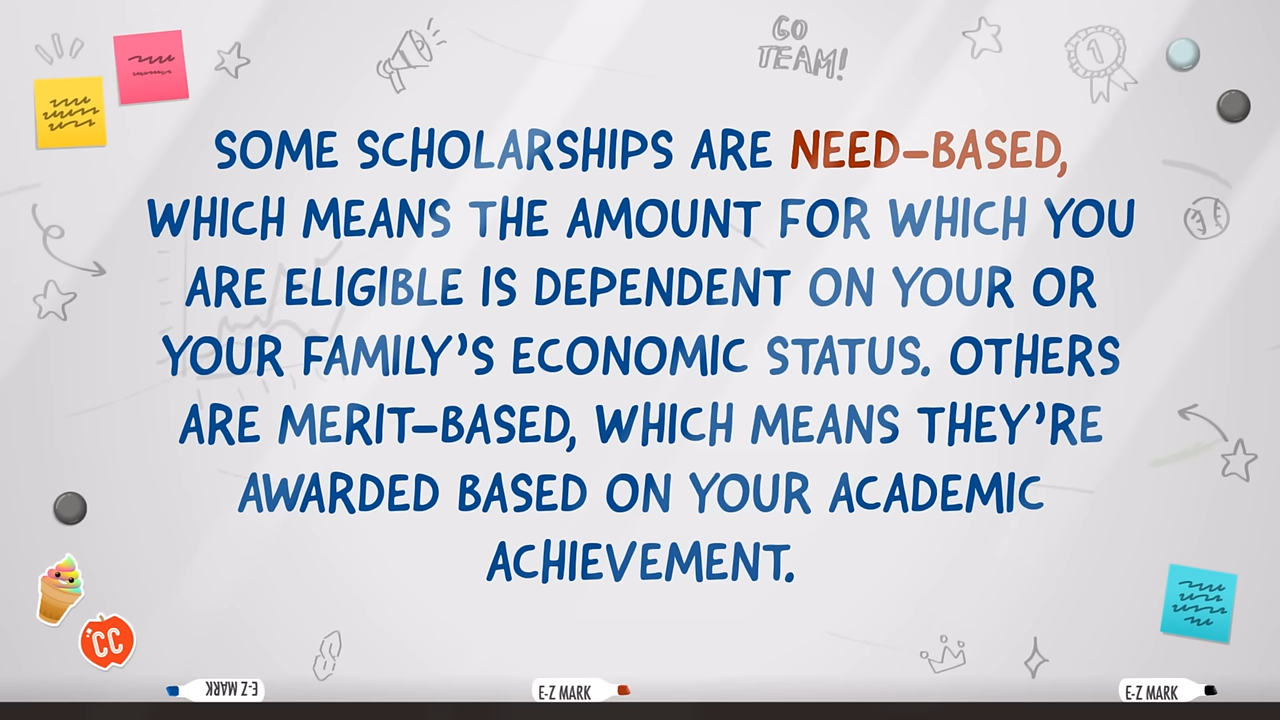 GO
TEAM!
1
SOME SCHOLARSHIPS ARE NEED-BASED,
WHICH MEANS THE AMOUNT FOR WHICH YOU
ARE ELIGIBLE IS DEPENDENT ON YOUR OR
YOUR FAMILY'S ECONOMIC STATUS. OTHERS
ARE MERIT-BASED, WHICH MEANS THEY'RE
AWARDED BASED ON YOUR ACADEMIC
ACHIEVEMENT.
CC
E-Z MARK
E-Z MARK
E-Z MARK